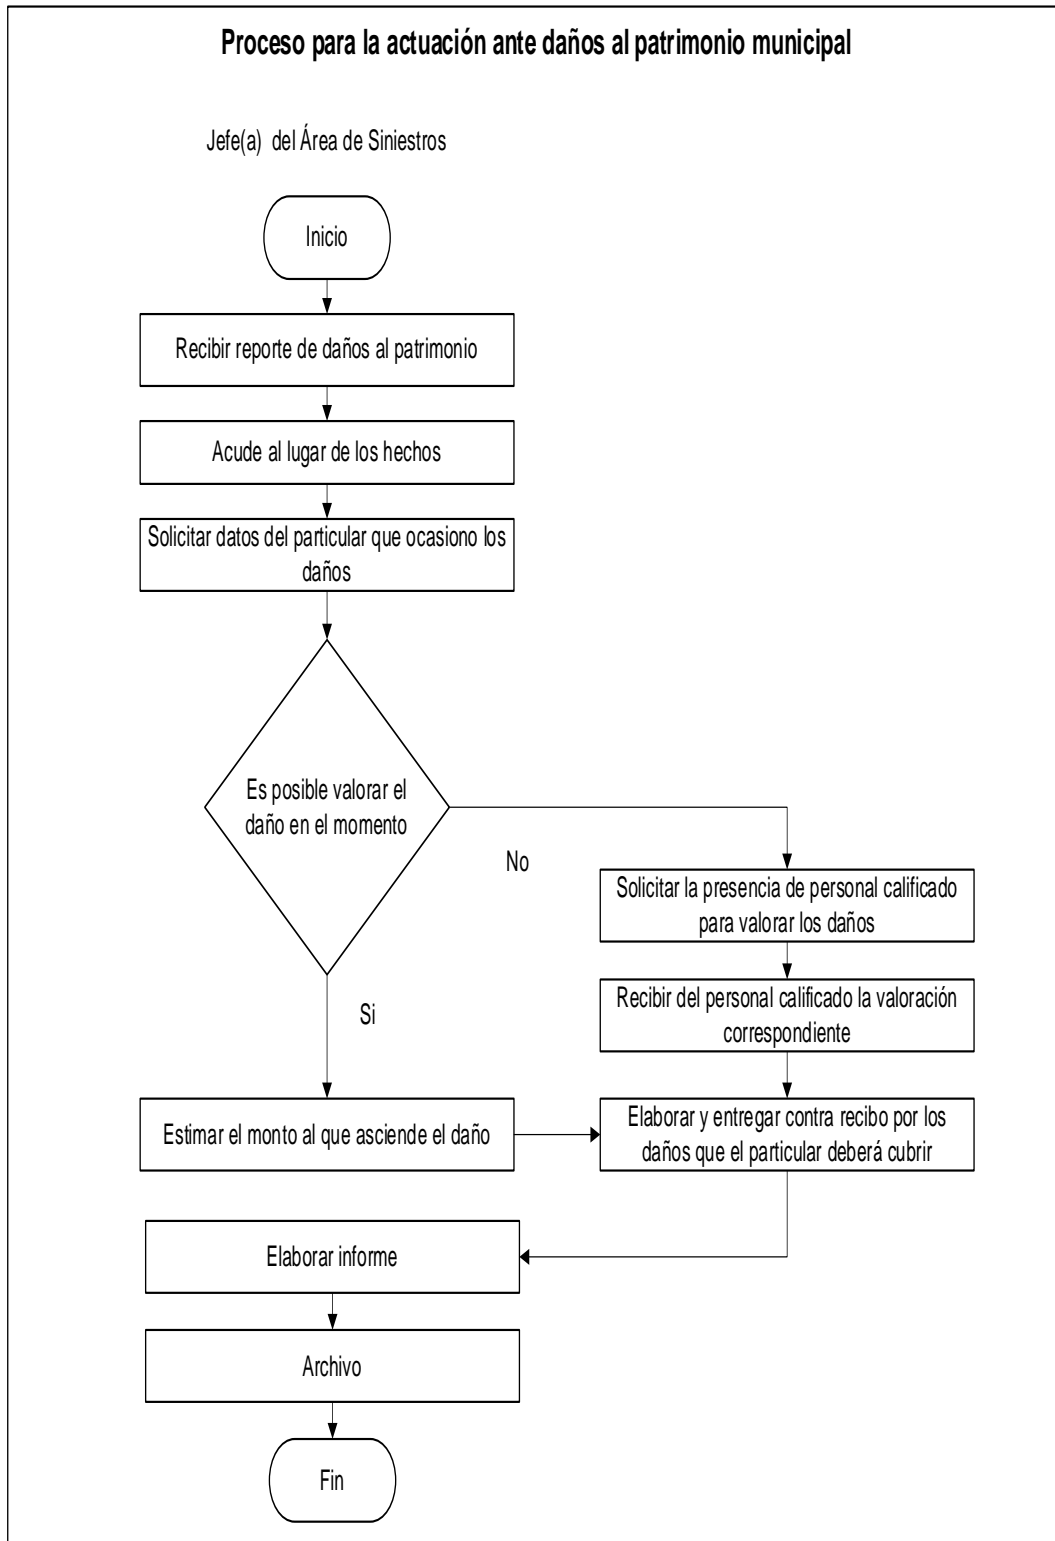 Proceso para la actuación ante daños al patrimonio municipal
Jefe(a) del Área de Siniestros
Inicio
Recibir reporte de daños al patrimonio
Acude al lugar de los hechos
Solicitar datos del particular que ocasiono los
daños
Es posible valorar el
daño en el momento
No
Solicitar la presencia de personal calificado
para valorar los daños
Recibir del personal calificado la valoración
correspondiente
Si
Estimar el monto al que asciende el daño
Elaborar y entregar contra recibo por los
daños que el particular deberá cubrir
Elaborar informe
Archivo
Fin